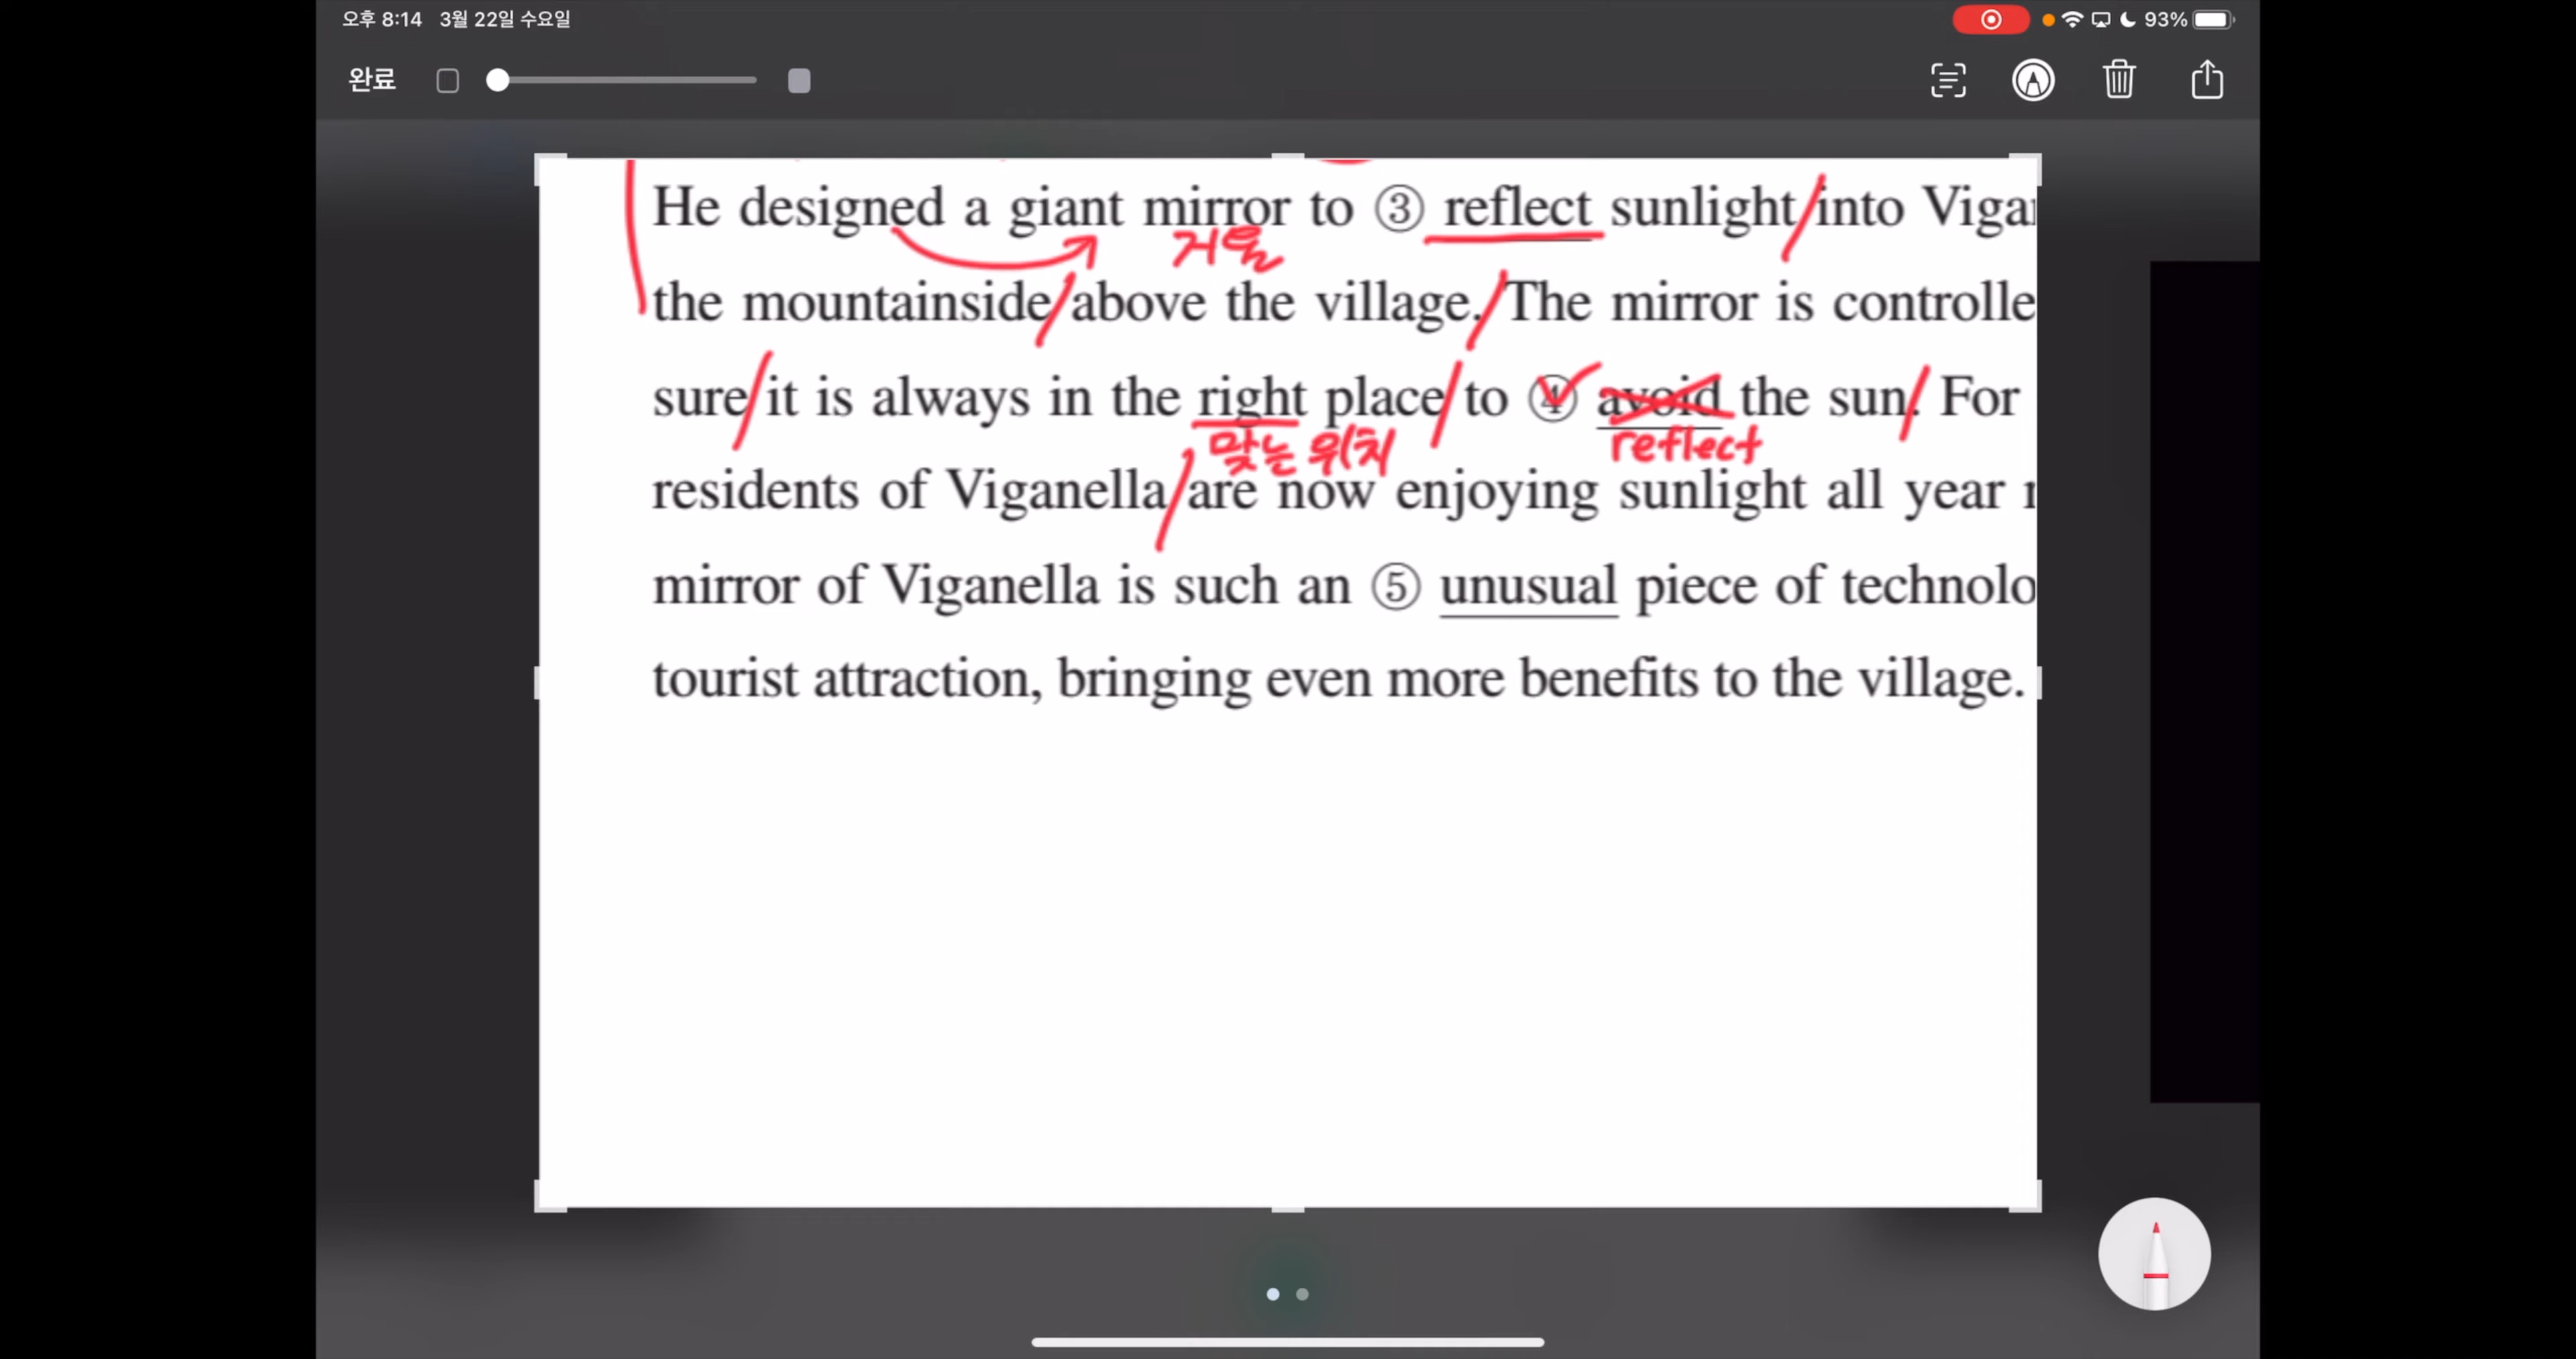 오후 8:14 3월 22일 수요일 93%
완료
He designed a giant mirror to ③ reflect sunlight into Vigan
거울
the mountainside above the village. The mirror is controlle
sure it is always in the right place to ④ avoid the sun. For
맞는 위치 reflect
residents of Viganella are now enjoying sunlight all year r
mirror of Viganella is such an ⑤ unusual piece of technolo
tourist attraction, bringing even more benefits to the village.